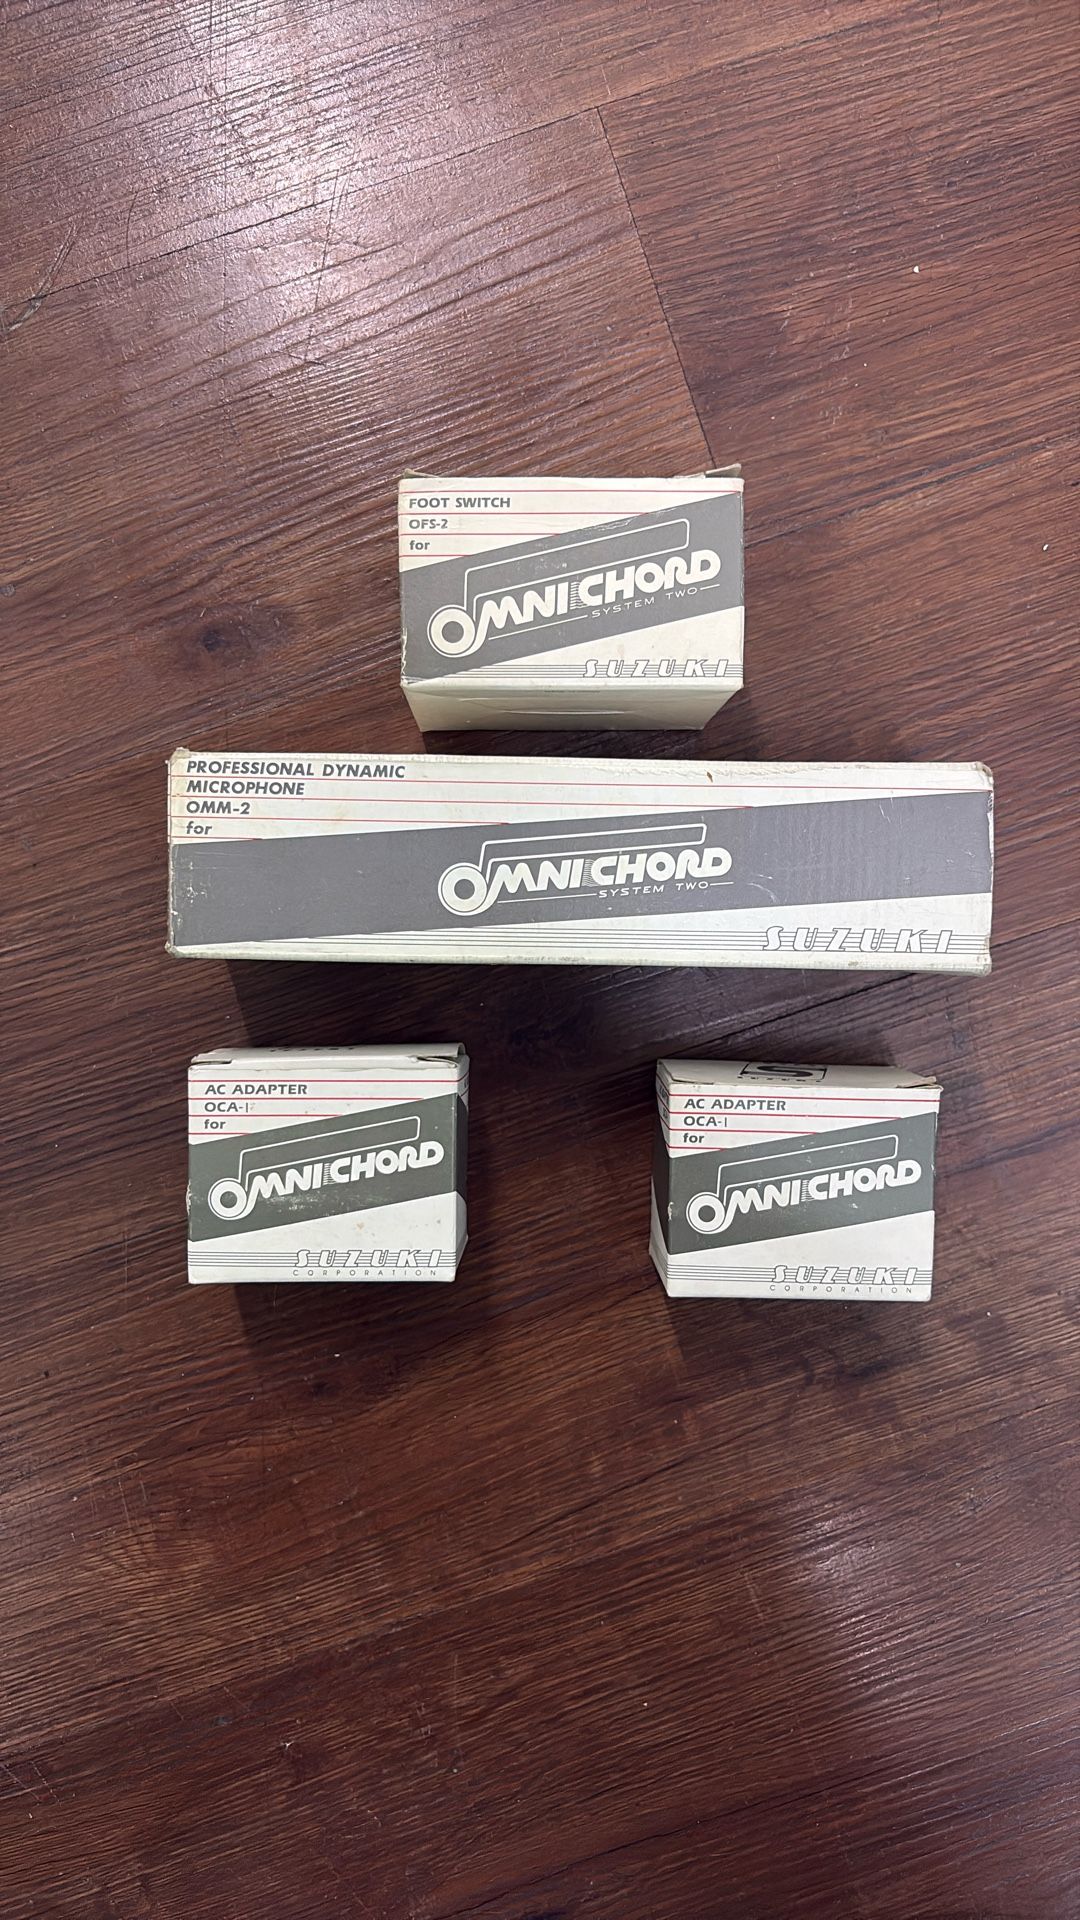 FOOT SWITCH
OFS-2
for
OMNICHORD
SYSTEM TWO
SUZUKI
PROFESSIONAL DYNAMIC
MICROPHONE
OMM-2
for
OMNICHORD
SYSTEM TWO
SUZUKI
AC ADAPTER
OCA-1
for
OMNICHORD
SUZUKI
CORPORATION
S
SUZUKI
AC ADAPTER
OCA-1
for
OMNICHORD
SUZUKI
CORPORATION